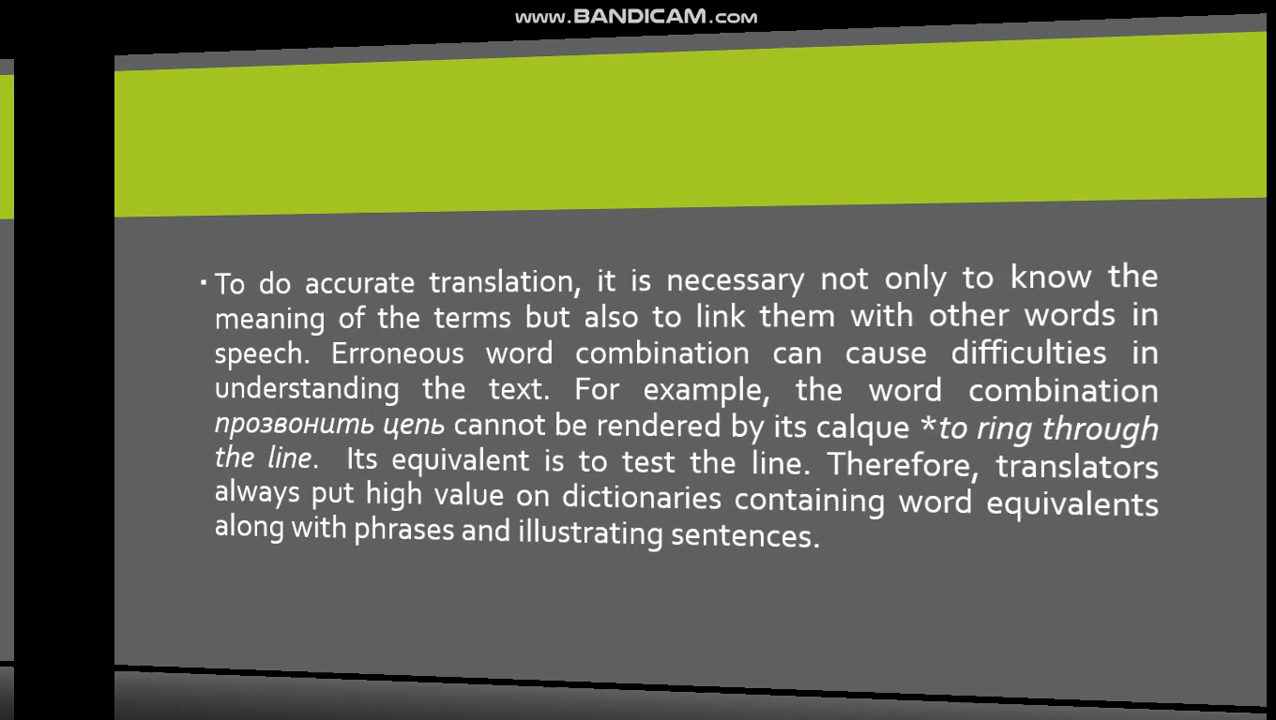 www.BANDICAM.com
▪ To do accurate translation, it is necessary not only to know the
meaning of the terms but also to link them with other words in
speech. Erroneous word combination can cause difficulties in
understanding the text. For example, the word combination
прозвонить цепь cannot be rendered by its calque *to ring through
the line. Its equivalent is to test the line. Therefore, translators
always put high value on dictionaries containing word equivalents
along with phrases and illustrating sentences.